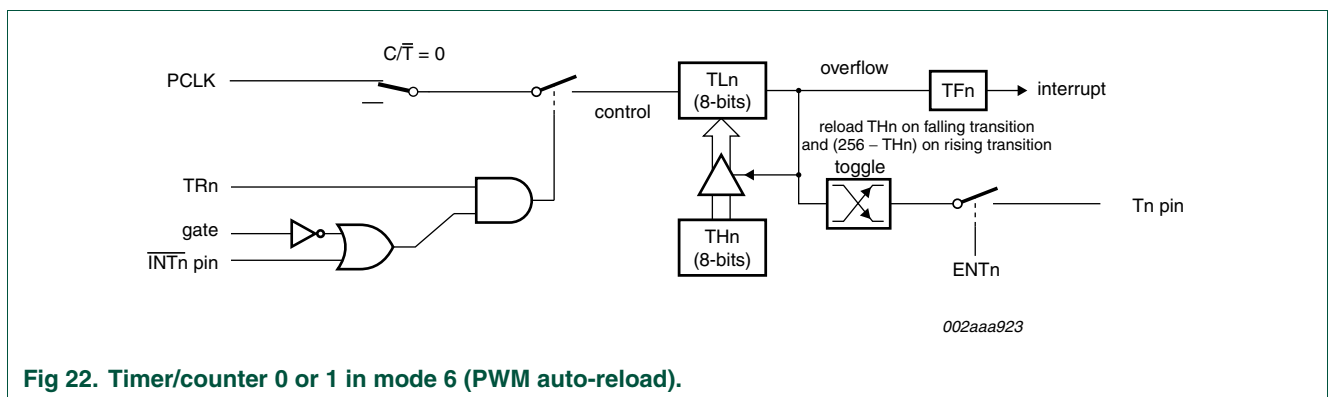 C/T̅ = 0
PCLK
TLn
(8-bits)
overflow
TFn
interrupt
control
reload THn on falling transition
and (256 – THn) on rising transition
toggle
TRn
gate
I̅N̅T̅n̅ pin
THn
(8-bits)
Tn pin
ENTn
002aaa923
Fig 22. Timer/counter 0 or 1 in mode 6 (PWM auto-reload).